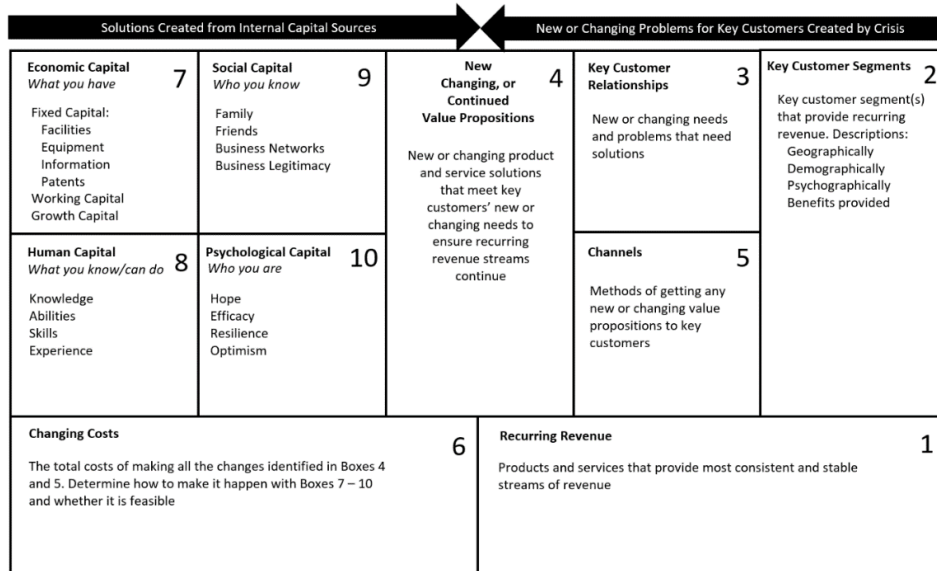 Solutions Created from Internal Capital Sources
New or Changing Problems for Key Customers Created by Crisis
Economic Capital
What you have
7
Fixed Capital:
Facilities
Equipment
Information
Patents
Working Capital
Growth Capital
Social Capital
Who you know
9
Family
Friends
Business Networks
Business Legitimacy
New
Changing, or
Continued
Value Propositions
4
New or changing product
and service solutions
that meet key
customers' new or
changing needs to
ensure recurring
revenue streams
continue
Key Customer
Relationships
3
New or changing needs
and problems that need
solutions
Key Customer Segments
2
Key customer segment(s)
that provide recurring
revenue. Descriptions:
Geographically
Demographically
Psychographically
Benefits provided
Human Capital
What you know/can do
8
Knowledge
Abilities
Skills
Experience
Psychological Capital
Who you are
10
Hope
Efficacy
Resilience
Optimism
Channels
5
Methods of getting any
new or changing value
propositions to key
customers
Changing Costs
6
The total costs of making all the changes identified in Boxes 4
and 5. Determine how to make it happen with Boxes 7 – 10
and whether it is feasible
Recurring Revenue
1
Products and services that provide most consistent and stable
streams of revenue